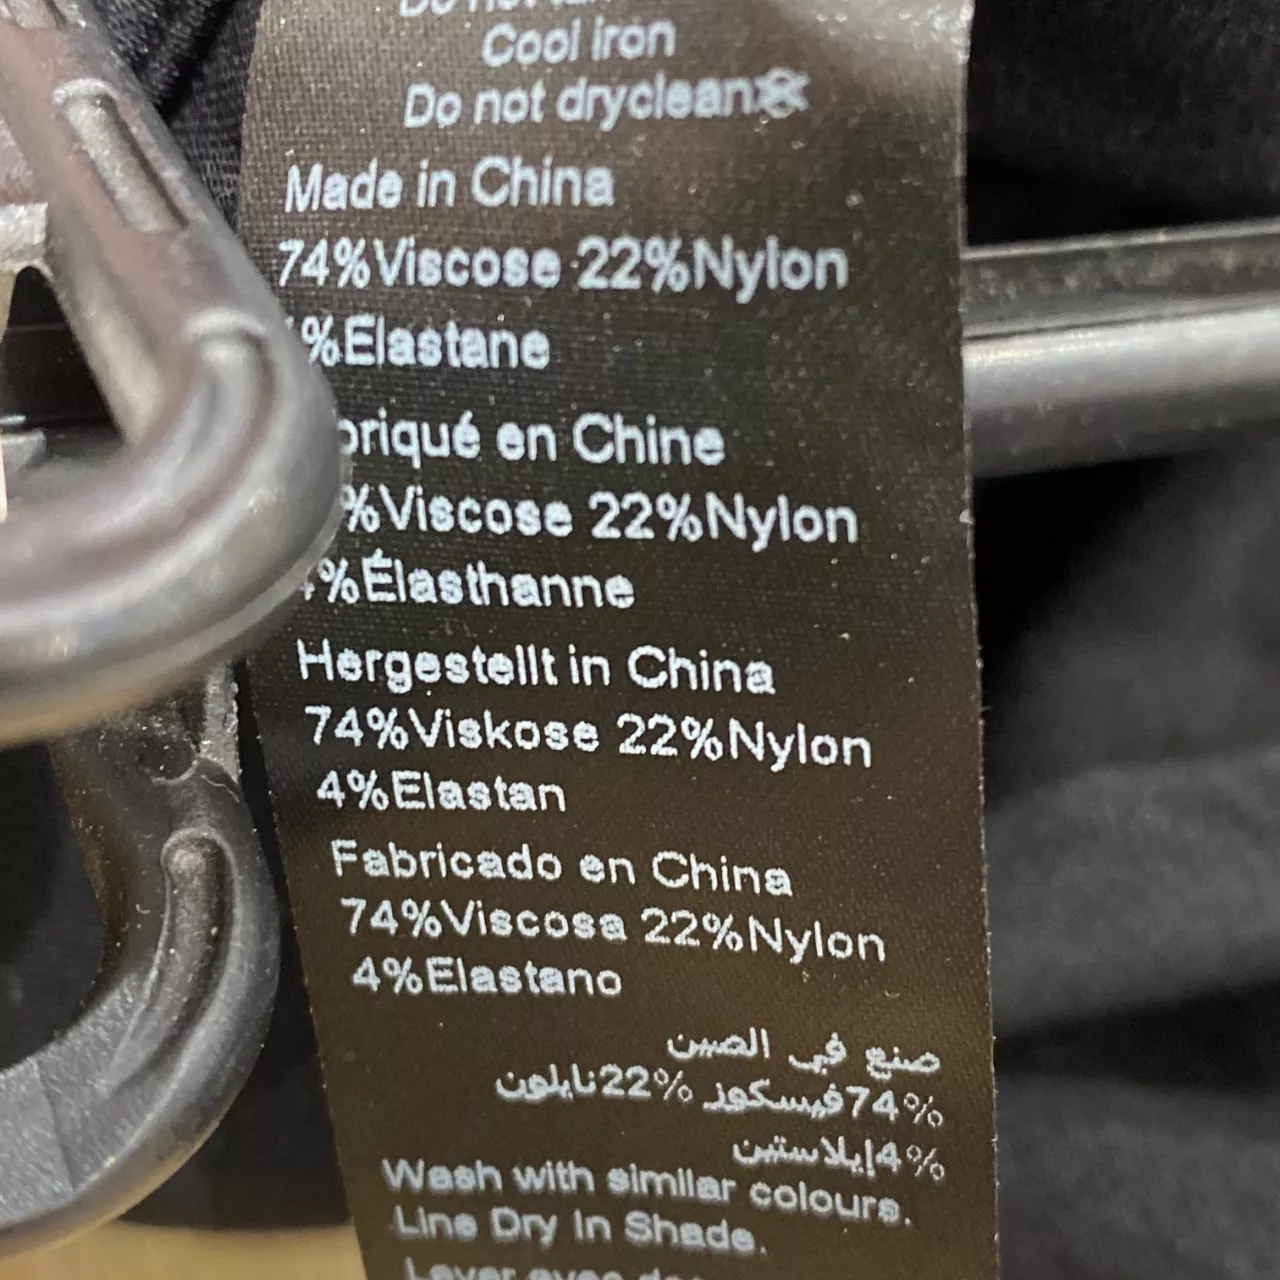 Cool iron
Do not dryclean
Made in China
74%Viscose 22%Nylon
%Elastane
briqué en Chine
%Viscose 22%Nylon
%Élasthanne
Hergestellt in China
74%Viskose 22%Nylon
4%Elastan
Fabricado en China
74%Viscosa 22%Nylon
4%Elastano
صنع في الصين
74%فيسكوز 22%نايلون
4%إيلاستين
Wash with similar colours.
Line Dry In Shade.